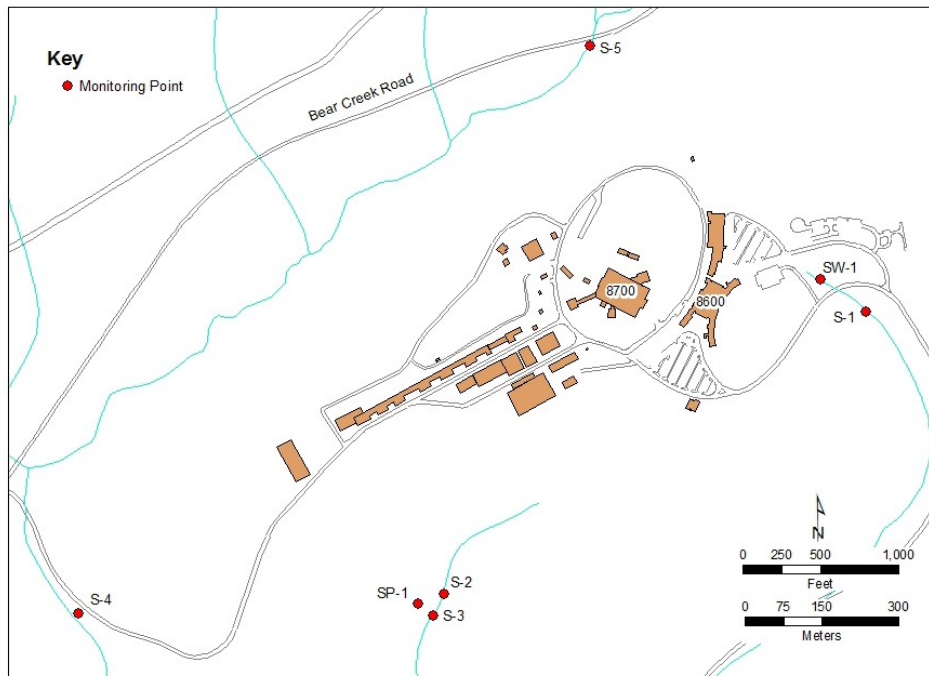 S-5
Key
Monitoring Point
Bear Creek Road
SW-1
8700
8600
S-1
N
0 250 500 1,000
Feet
S-2
SP-1
S-4
S-3
0 75 150 300
Meters